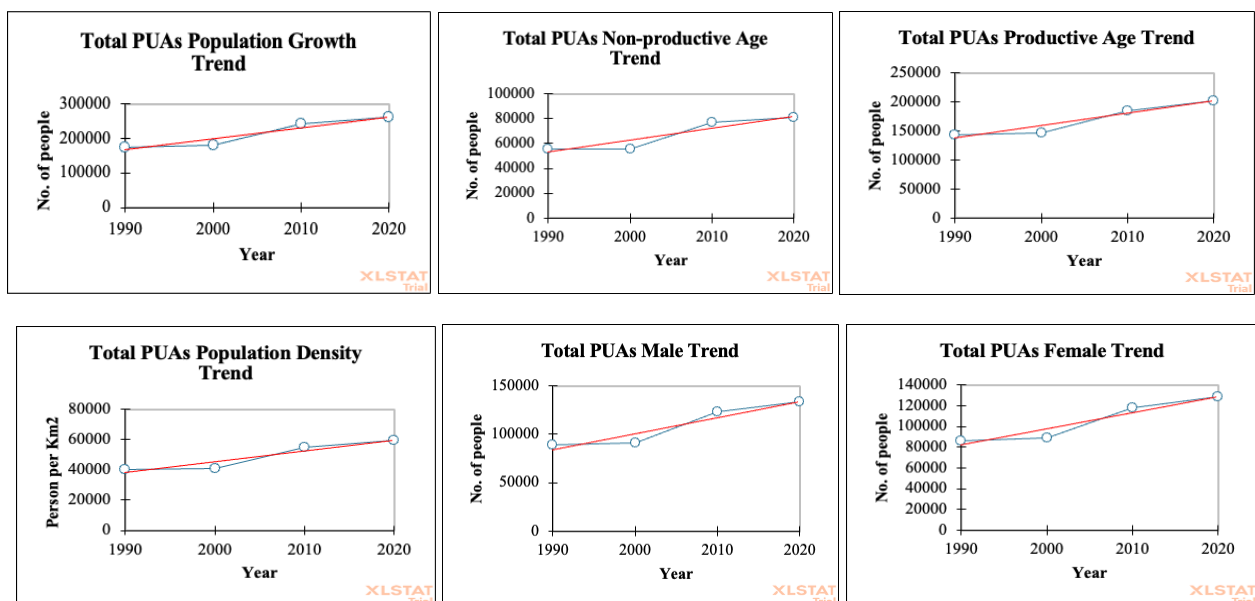 Total PUAs Population Growth
Trend
No. of people
300000
200000
100000
0
1990 2000 2010 2020
Year
XLSTAT
Trial
Total PUAs Non-productive Age
Trend
No. of people
100000
80000
60000
40000
20000
0
1990 2000 2010 2020
Year
XLSTAT
Trial
Total PUAs Productive Age Trend
No. of people
250000
200000
150000
100000
50000
0
1990 2000 2010 2020
Year
XLSTAT
Trial
Total PUAs Population Density
Trend
Person per Km2
80000
60000
40000
20000
0
1990 2000 2010 2020
Year
XLSTAT
Trial
Total PUAs Male Trend
No. of people
150000
100000
50000
0
1990 2000 2010 2020
Year
XLSTAT
Trial
Total PUAs Female Trend
No. of people
140000
120000
100000
80000
60000
40000
20000
0
1990 2000 2010 2020
Year
XLSTAT
Trial